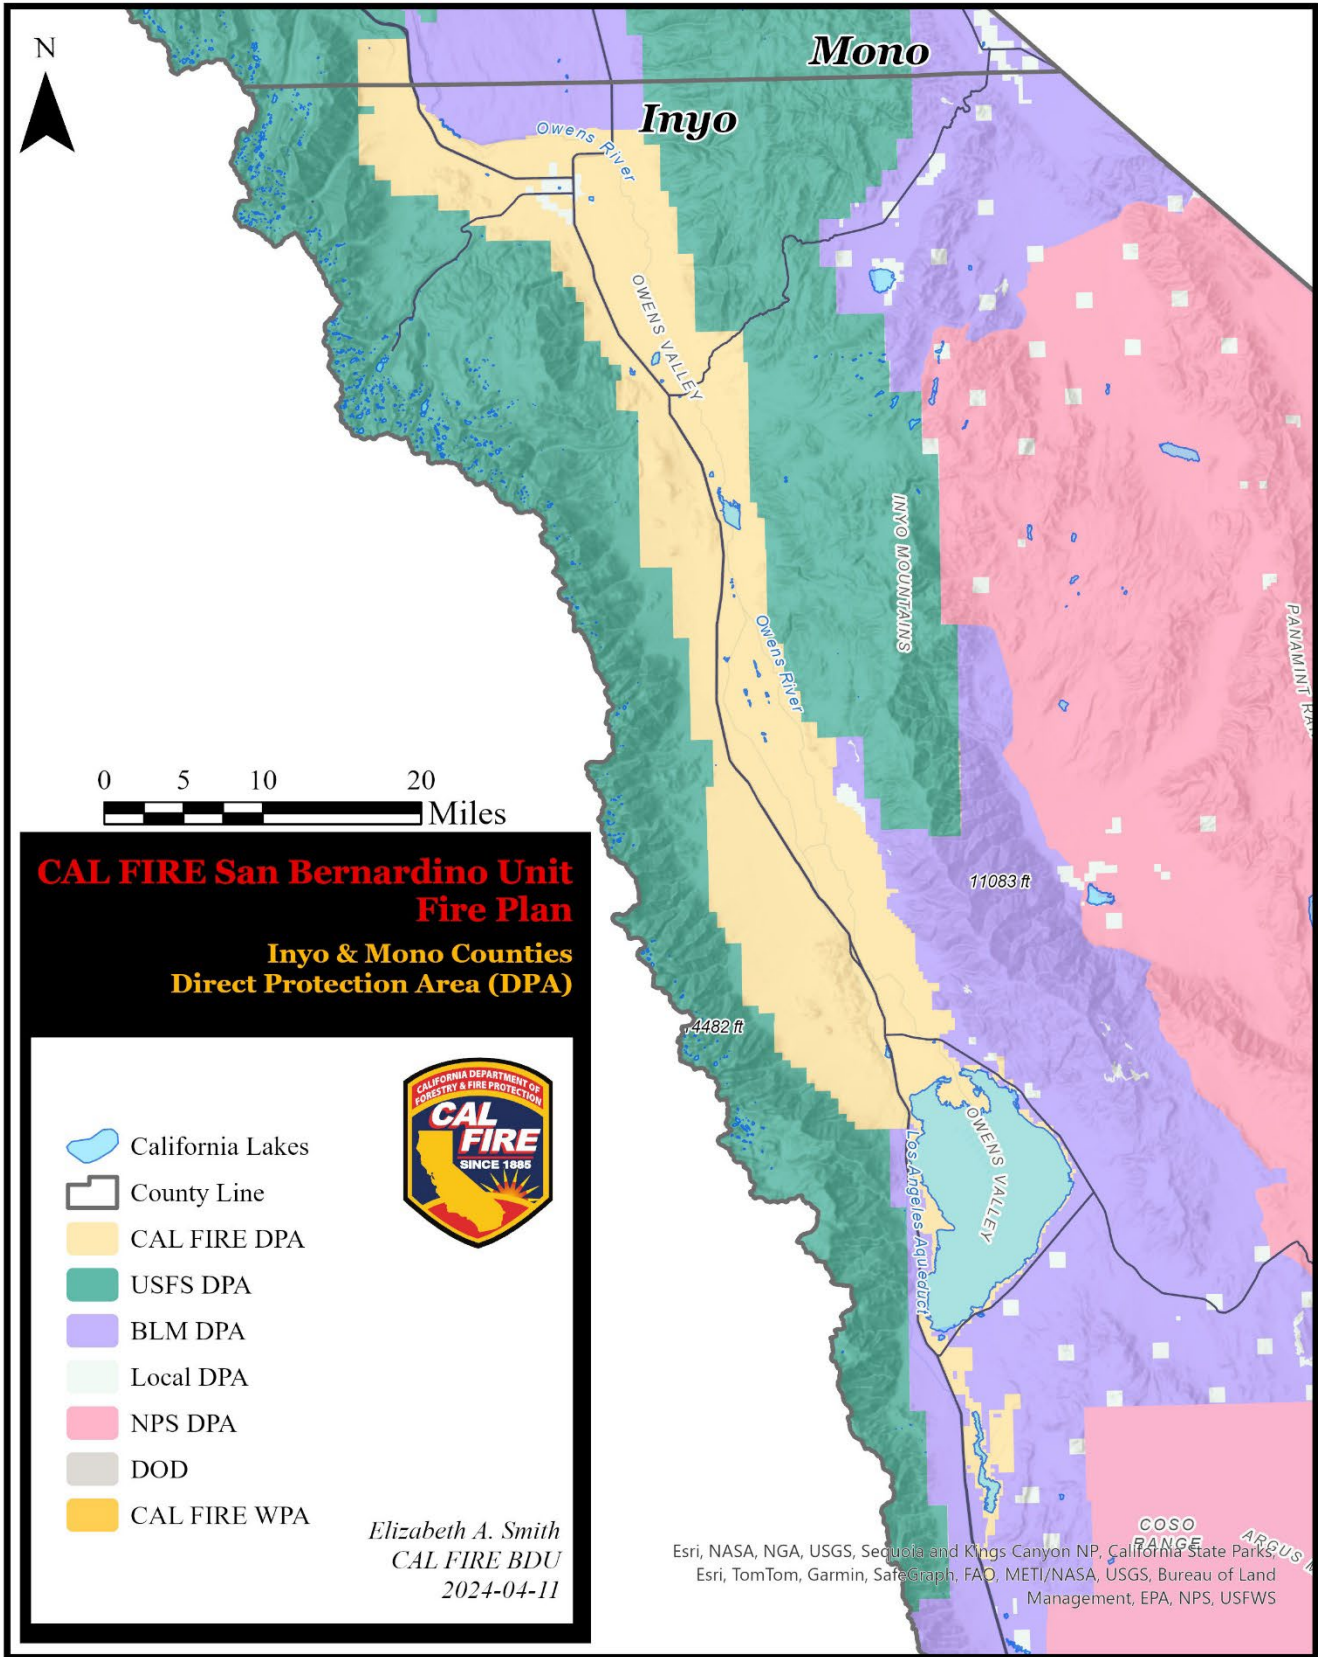 N
Mono
Inyo
Owens River
OWENS VALLEY
INYO MOUNTAINS
Owens River
PANAMINT RA
0 5 10 20
Miles
CAL FIRE San Bernardino Unit
Fire Plan
Inyo & Mono Counties
Direct Protection Area (DPA)
11083 ft
4482 ft
CALIFORNIA DEPARTMENT OF
FORESTRY & FIRE PROTECTION
CAL
FIRE
SINCE 1885
California Lakes
County Line
CAL FIRE DPA
USFS DPA
BLM DPA
Local DPA
NPS DPA
DOD
CAL FIRE WPA
Elizabeth A. Smith
CAL FIRE BDU
2024-04-11
Los Angeles Aqueduct
OWENS VALLEY
COSO
RANGE
ARGUS M
Esri, NASA, NGA, USGS, Sequoia and Kings Canyon NP, California State Parks,
Esri, TomTom, Garmin, SafeGraph, FAO, METI/NASA, USGS, Bureau of Land
Management, EPA, NPS, USFWS